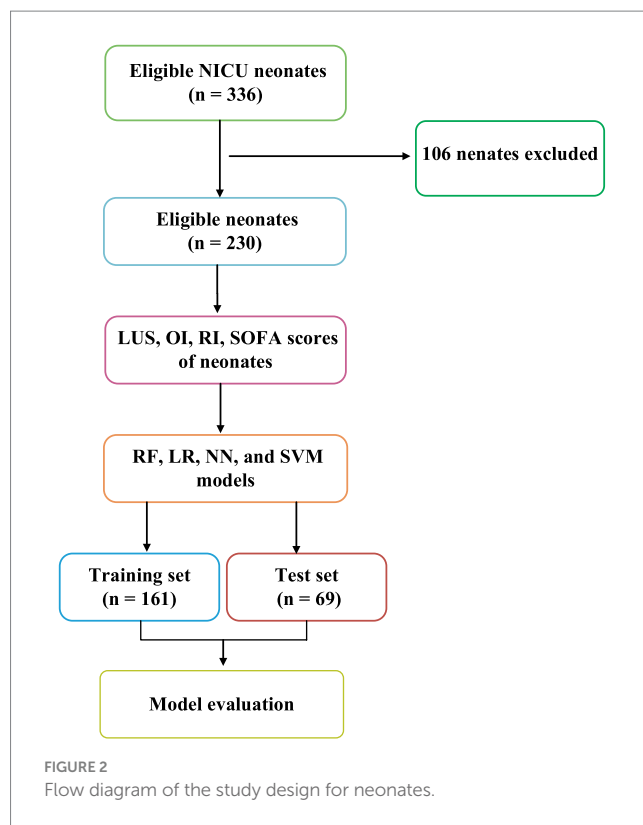 Eligible NICU neonates
(n = 336)
106 nenates excluded
Eligible neonates
(n = 230)
LUS, OI, RI, SOFA scores
of neonates
RF, LR, NN, and SVM
models
Training set
(n = 161)
Test set
(n = 69)
Model evaluation
FIGURE 2
Flow diagram of the study design for neonates.